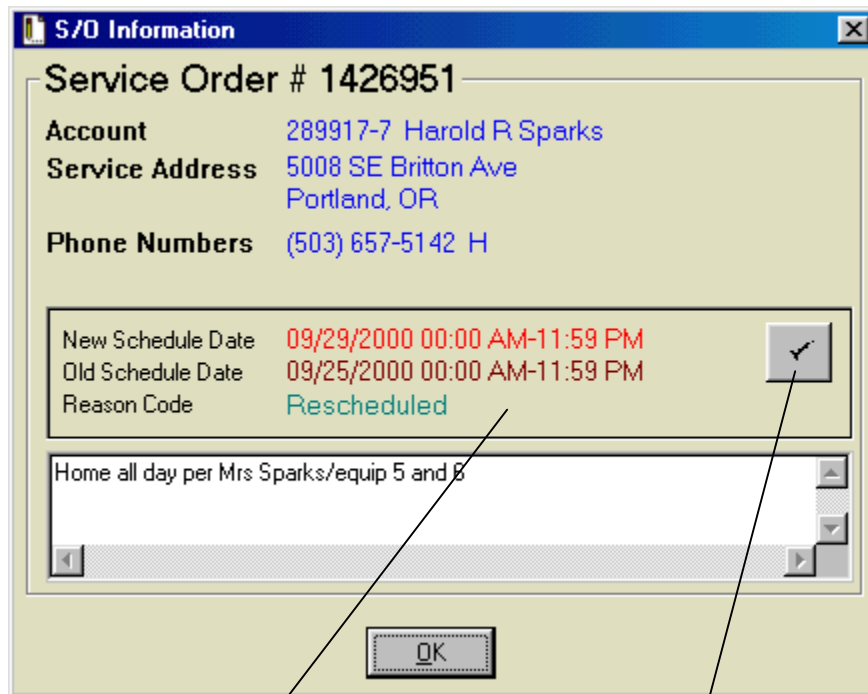 S/O Information
Service Order # 1426951
Account 289917-7 Harold R Sparks
Service Address 5008 SE Britton Ave
Portland, OR
Phone Numbers (503) 657-5142 H
New Schedule Date 09/29/2000 00:00 AM-11:59 PM
Old Schedule Date 09/25/2000 00:00 AM-11:59 PM
Reason Code Rescheduled
Home all day per Mrs Sparks/equip 5 and 6
OK